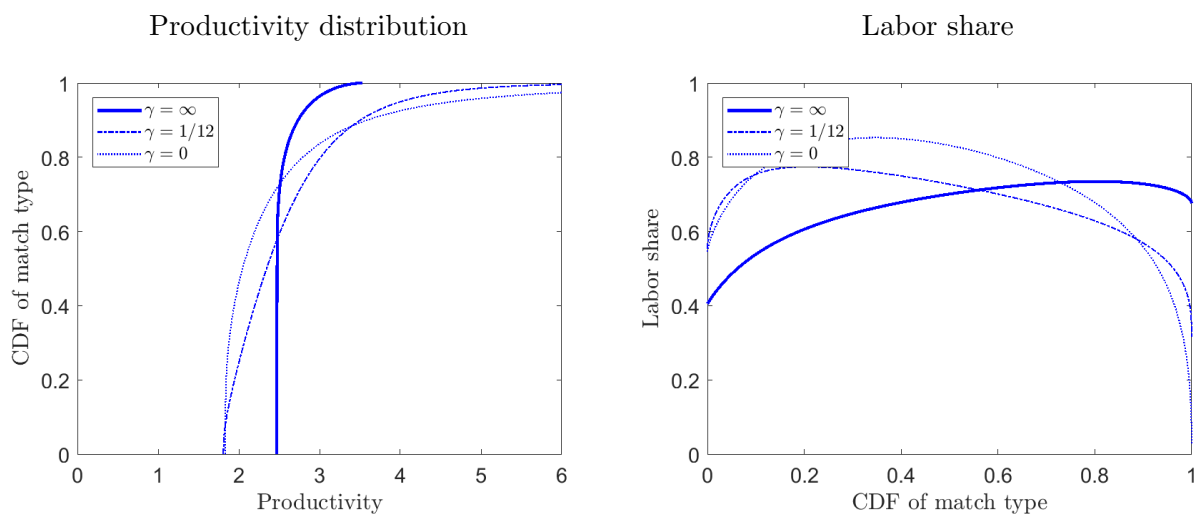 Productivity distribution
CDF of match type
1
0.8
0.6
0.4
0.2
0
γ = ∞
γ = 1/12
γ = 0
0 1 2 3 4 5 6
Productivity
Labor share
Labor share
1
0.8
0.6
0.4
0.2
0
γ = ∞
γ = 1/12
γ = 0
0 0.2 0.4 0.6 0.8 1
CDF of match type